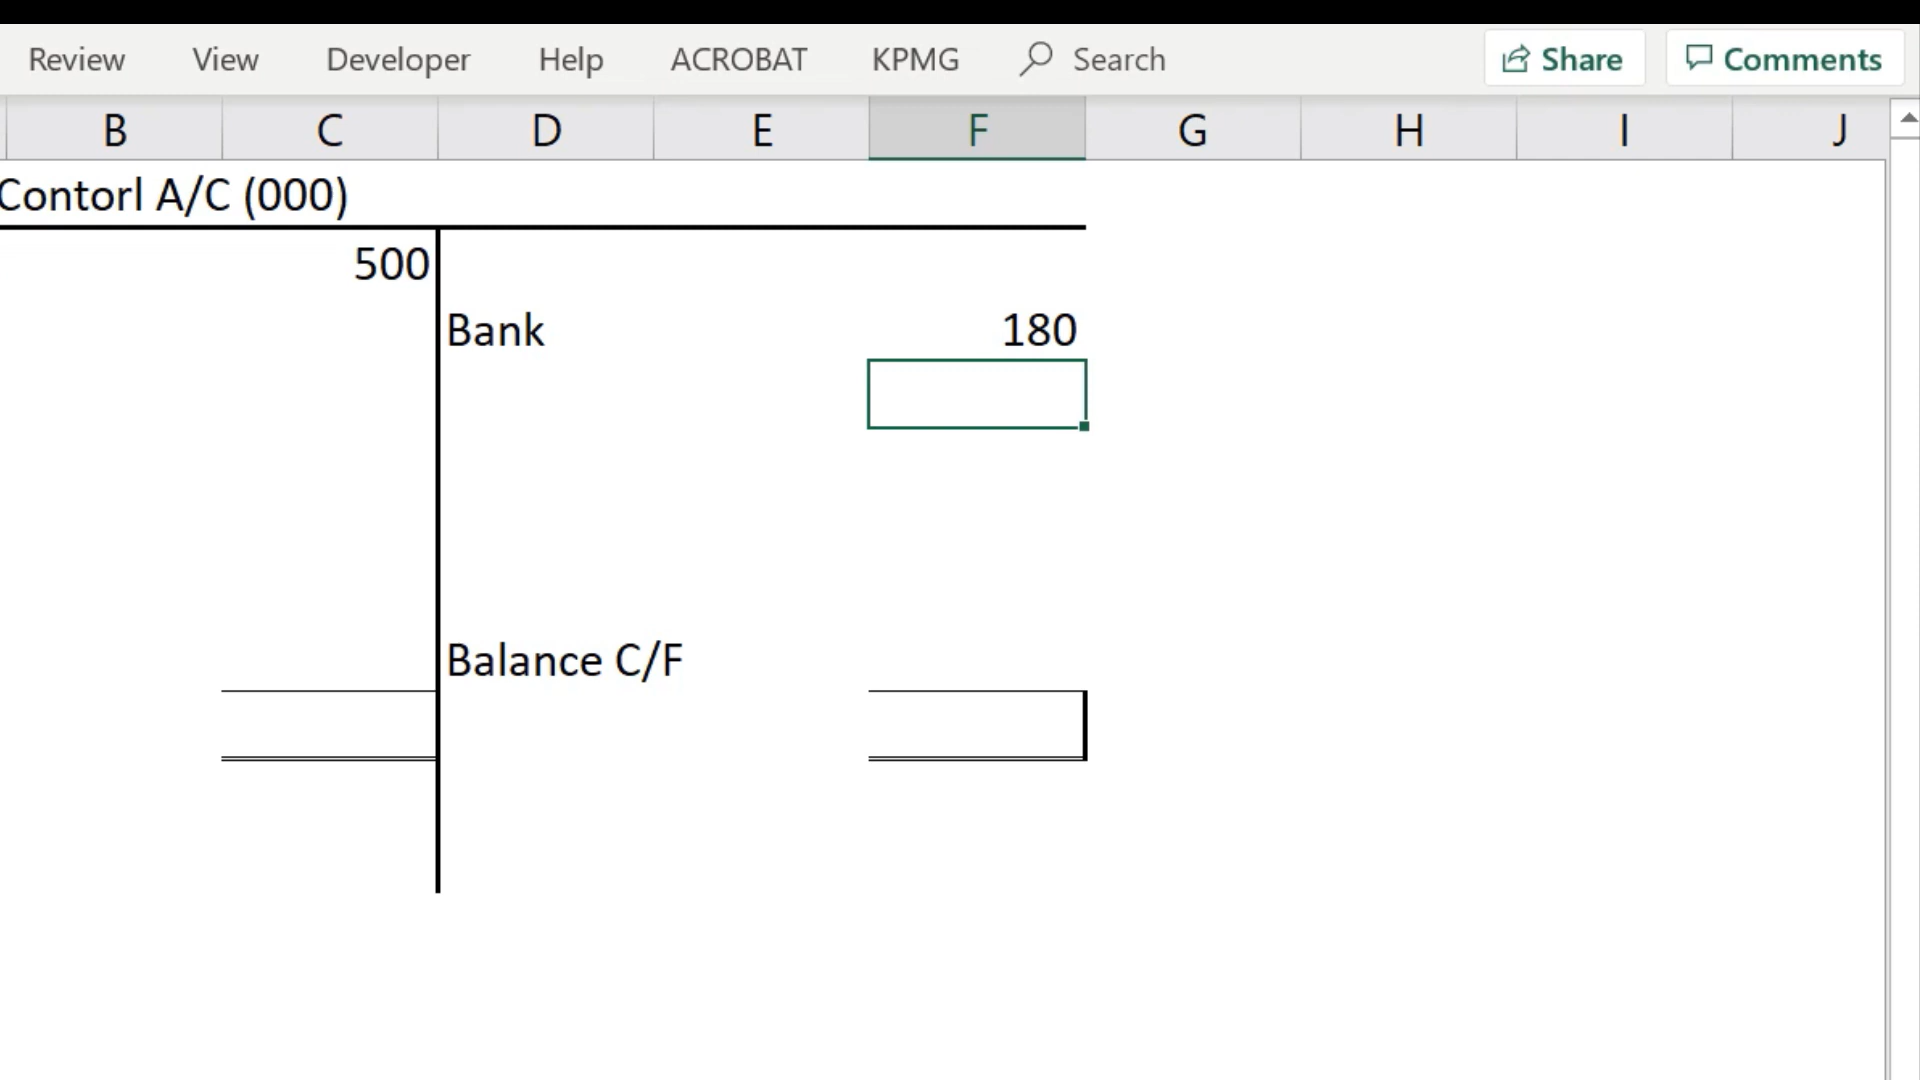 Review View Developer Help ACROBAT KPMG Search Share Comments
B C D E F G H I J
Contorl A/C (000)
500
Bank 180
Balance C/F